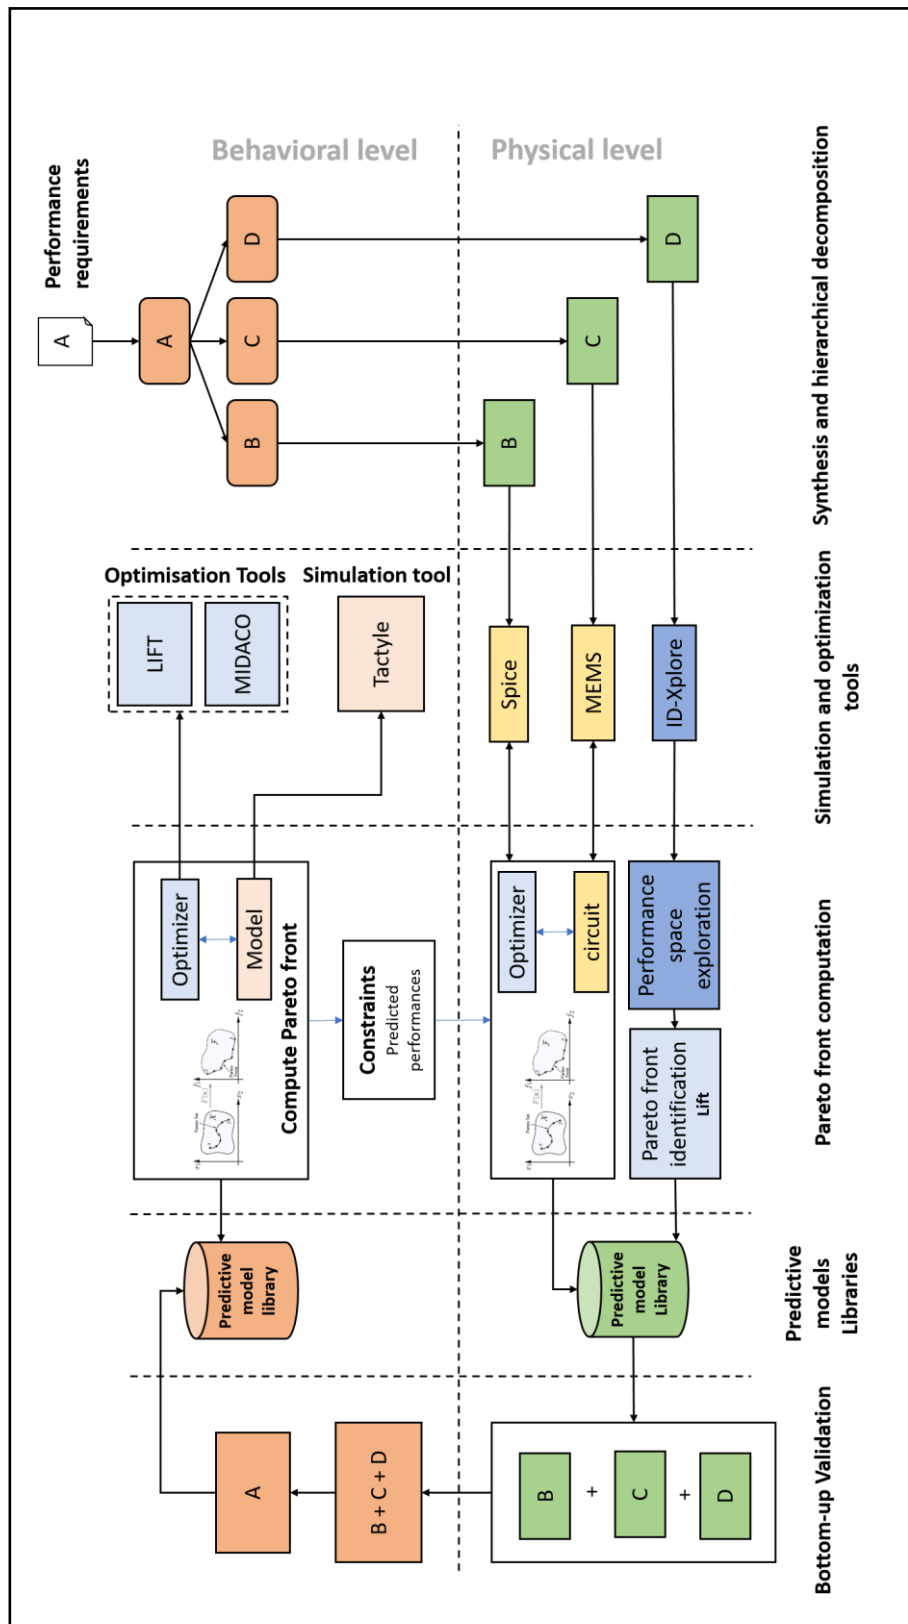 Performance
requirements
A
A
B
C
D
Behavioral level
Physical level
B
C
D
Synthesis and hierarchical decomposition
Optimisation Tools
LIFT
MIDACO
Simulation tool
Tactyle
Spice
MEMS
ID-Xplore
Simulation and optimization
tools
Optimizer
Model
Compute Pareto front
Constraints
Predicted
performances
Optimizer
circuit
Performance
space
exploration
Pareto front
identification
Lift
Pareto front computation
Predictive
model
library
Predictive
model
Library
Predictive
models
Libraries
A
B + C + D
B
+
C
+
D
Bottom-up Validation